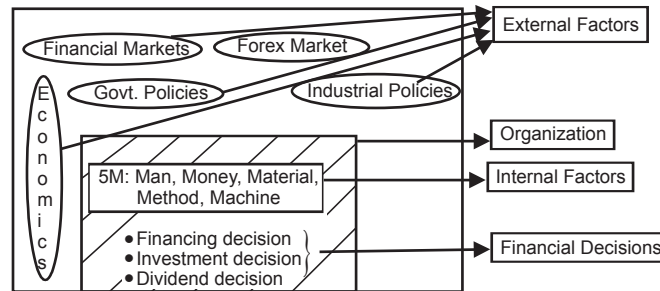 Financial Markets
Forex Market
External Factors
Govt. Policies
Industrial Policies
Economics
Organization
5M: Man, Money, Material,
Method, Machine
Internal Factors
• Financing decision
• Investment decision
• Dividend decision
Financial Decisions